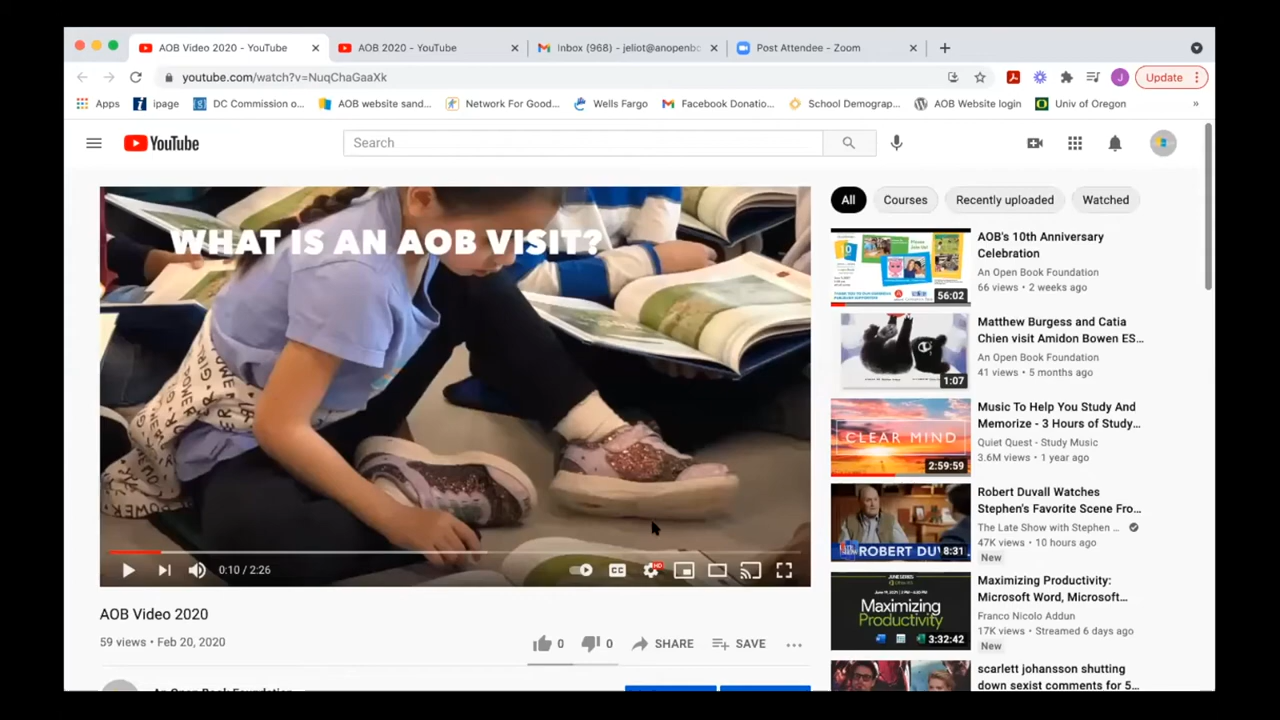 AOB Video 2020 - YouTube
AOB 2020 - YouTube
Inbox (968) - jeliot@anopenbo
Post Attendee - Zoom
youtube.com/watch?v=NuqChaGaaXk
J
Update
Apps
ipage
DC Commission o...
AOB website sand...
Network For Good...
Wells Fargo
Facebook Donatio...
School Demograp...
AOB Website login
Univ of Oregon
»
YouTube
Search
WHAT IS AN AOB VISIT?
0:10 / 2:26
CC
HD
AOB Video 2020
59 views • Feb 20, 2020
0
0
SHARE
SAVE
An Open Book Foundation
All
Courses
Recently uploaded
Watched
56:02
AOB's 10th Anniversary
Celebration
An Open Book Foundation
66 views • 2 weeks ago
1:07
Matthew Burgess and Catia
Chien visit Amidon Bowen ES...
An Open Book Foundation
41 views • 5 months ago
CLEAR MIND
2:59:59
Music To Help You Study And
Memorize - 3 Hours of Study...
Quiet Quest - Study Music
3.6M views • 1 year ago
ROBERT DUV
8:31
Robert Duvall Watches
Stephen's Favorite Scene Fro...
The Late Show with Stephen ...
47K views • 10 hours ago
New
Maximizing
Productivity
3:32:42
Maximizing Productivity:
Microsoft Word, Microsoft...
Franco Nicolo Addun
17K views • Streamed 6 days ago
New
scarlett johansson shutting
down sexist comments for 5...